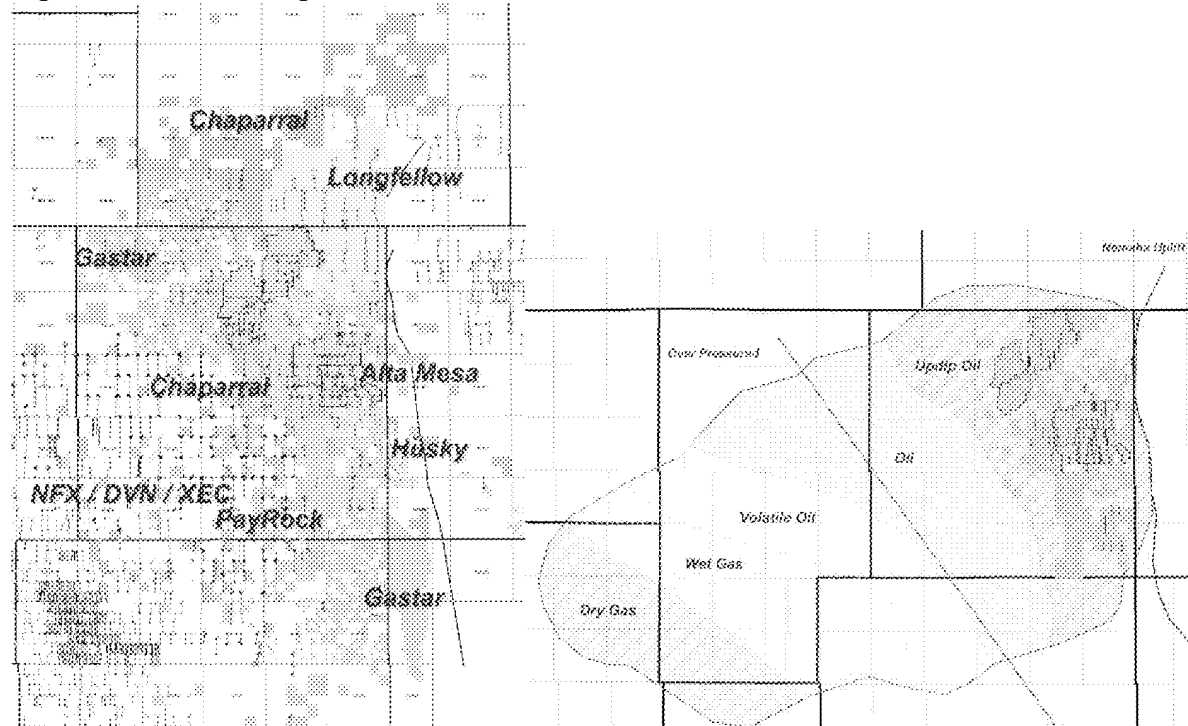 Chaparral
Longfellow
Gastar
Chaparral
Alta Mesa
Husky
NFX / DVN / XEC
PayRock
Gastar
Nemaha Uplift
Over Pressured
Updip Oil
Oil
Volatile Oil
Wet Gas
Dry Gas